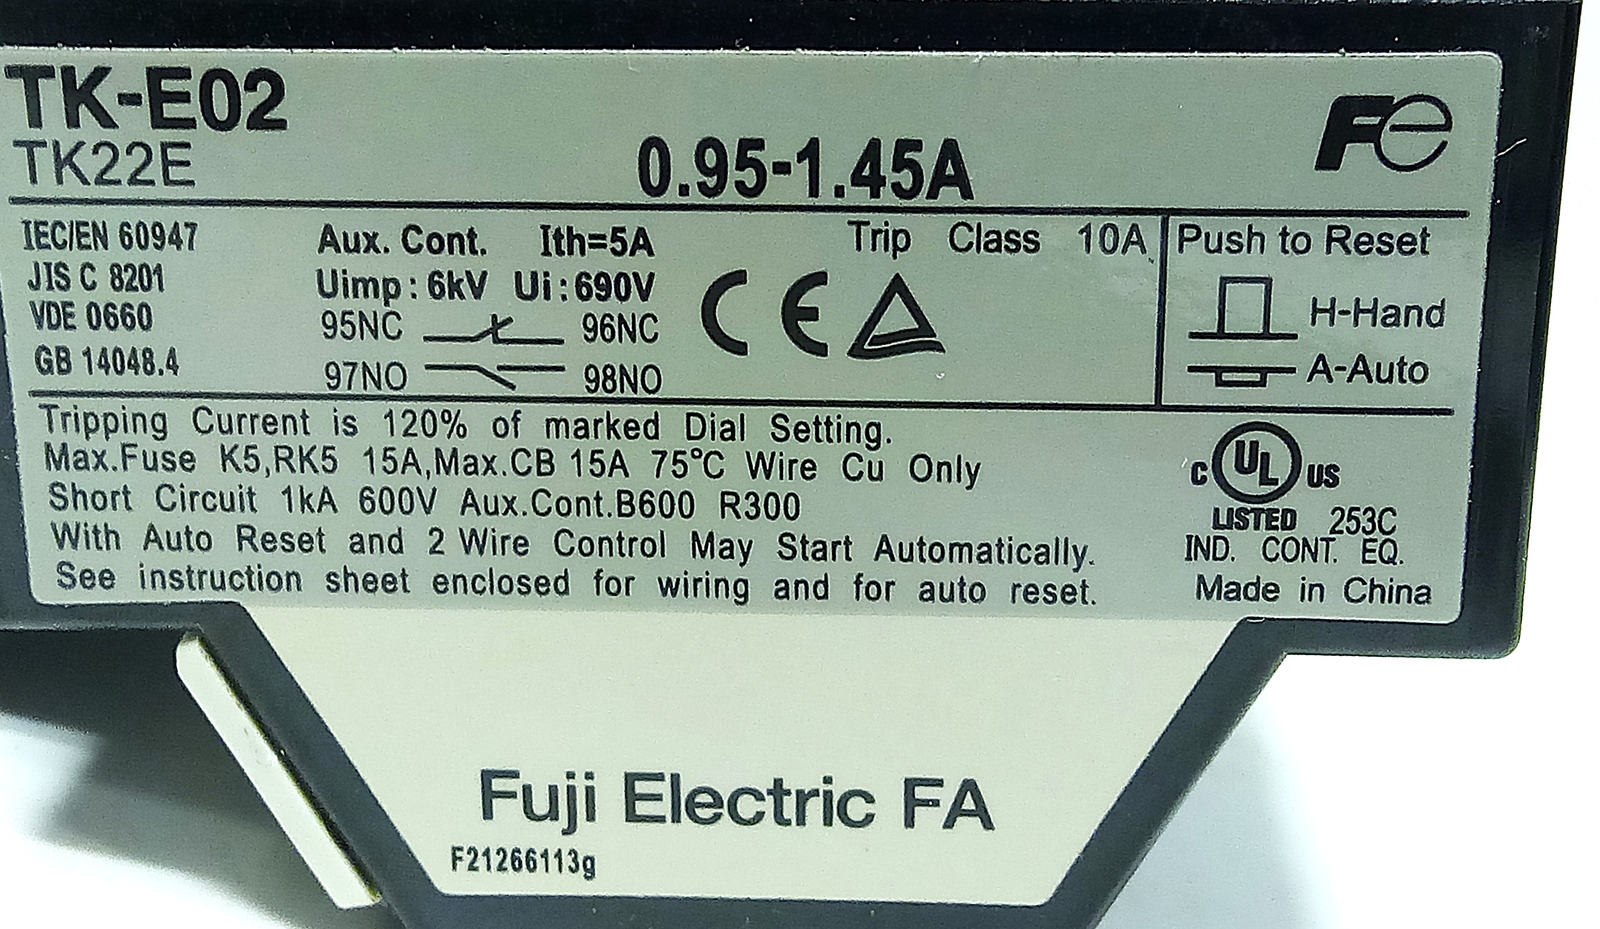 TK-E02
TK22E
0.95-1.45A
Fe
IEC/EN 60947
JIS C 8201
VDE 0660
GB 14048.4
Aux. Cont. Ith=5A
Uimp : 6kV Ui : 690V
95NC 96NC
97NO 98NO
CE
Trip Class 10A
Push to Reset
H-Hand
A-Auto
Tripping Current is 120% of marked Dial Setting.
Max.Fuse K5,RK5 15A,Max.CB 15A 75°C Wire Cu Only
Short Circuit 1kA 600V Aux.Cont.B600 R300
With Auto Reset and 2 Wire Control May Start Automatically.
See instruction sheet enclosed for wiring and for auto reset.
C UL US
LISTED 253C
IND. CONT. EQ.
Made in China
Fuji Electric FA
F21266113g